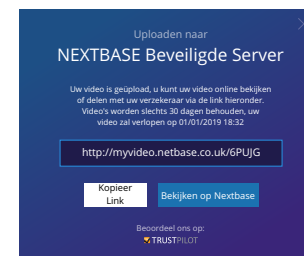 Uploaden naar
NEXTBASE Beveiligde Server
Uw video is geüpload, u kunt uw video online bekijken
of delen met uw verzekeraar via de link hieronder.
Video's worden slechts 30 dagen behouden, uw
video zal verlopen op 01/01/2019 18:32
http://myvideo.netbase.co.uk/6PUJG
Kopieer
Link
Bekijken op Nextbase
Beoordeel ons op:
TRUSTPILOT